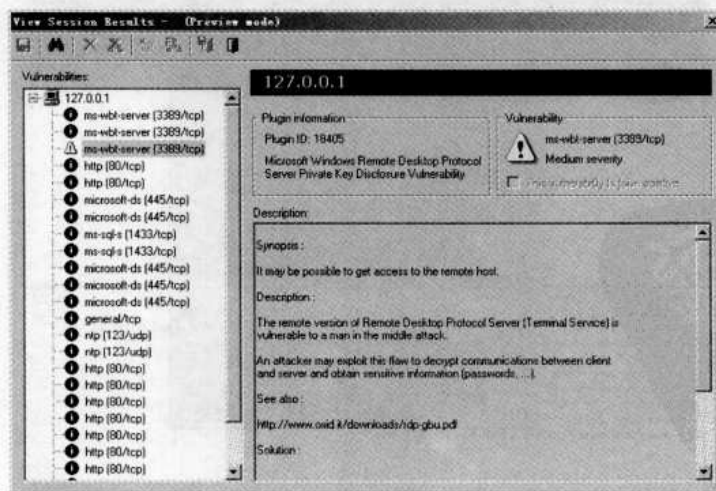 View Session Results - (Preview mode)
Vulnerabilities:
127.0.0.1
ms-wbt-server (3389/tcp)
ms-wbt-server (3389/tcp)
ms-wbt-server (3389/tcp)
http (80/tcp)
http (80/tcp)
microsoft-ds (445/tcp)
microsoft-ds (445/tcp)
ms-sql-s (1433/tcp)
ms-sql-s (1433/tcp)
microsoft-ds (445/tcp)
microsoft-ds (445/tcp)
microsoft-ds (445/tcp)
general/tcp
ntp (123/udp)
ntp (123/udp)
http (80/tcp)
http (80/tcp)
http (80/tcp)
http (80/tcp)
http (80/tcp)
http (80/tcp)
http (80/tcp)
127.0.0.1
Plugin information
Plugin ID: 18405
Microsoft Windows Remote Desktop Protocol
Server Private Key Disclosure Vulnerability
Vulnerability
ms-wbt-server (3389/tcp)
Medium severity
Description:
Synopsis :
It may be possible to get access to the remote host.
Description :
The remote version of Remote Desktop Protocol Server (Terminal Service) is
vulnerable to a man in the middle attack.
An attacker may exploit this flaw to decrypt communications between client
and server and obtain sensitive information (passwords, ...).
See also :
http://www.oxid.it/downloads/rdp-gbu.pdf
Solution :